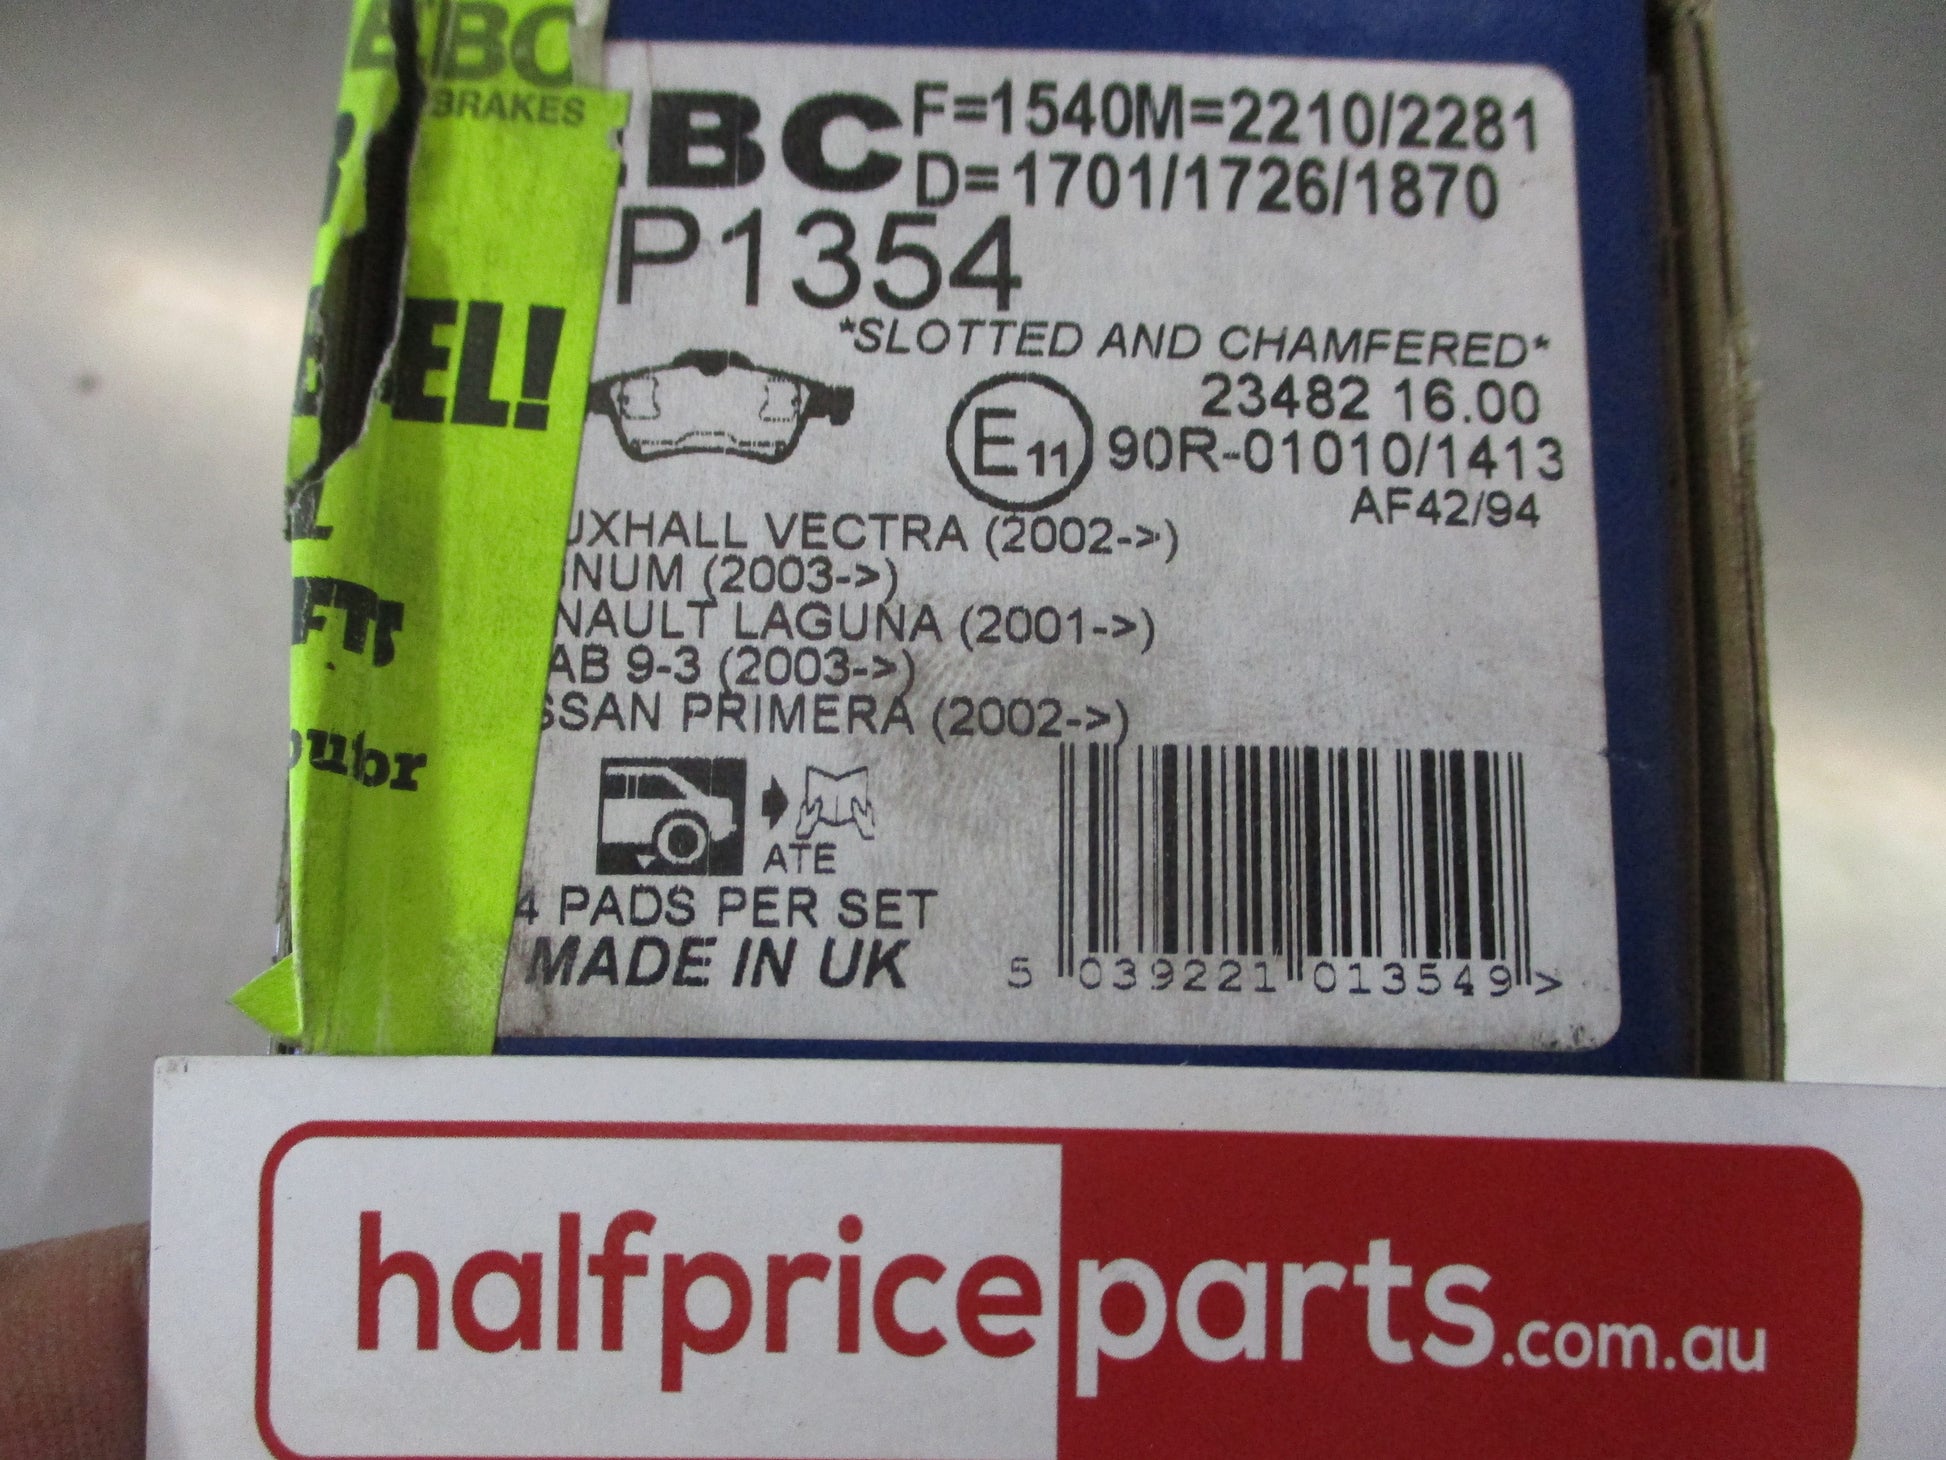 EBC
BRAKES
EBC F=1540M=2210/2281
D=1701/1726/1870
P1354
*SLOTTED AND CHAMFERED*
23482 16.00
E11 90R-01010/1413
AF42/94
UXHALL VECTRA (2002->)
NUM (2003->)
NAULT LAGUNA (2001->)
AB 9-3 (2003->)
SSAN PRIMERA (2002->)
ATE
4 PADS PER SET
MADE IN UK
5 039221 013549 >
EL!
halfpriceparts.com.au